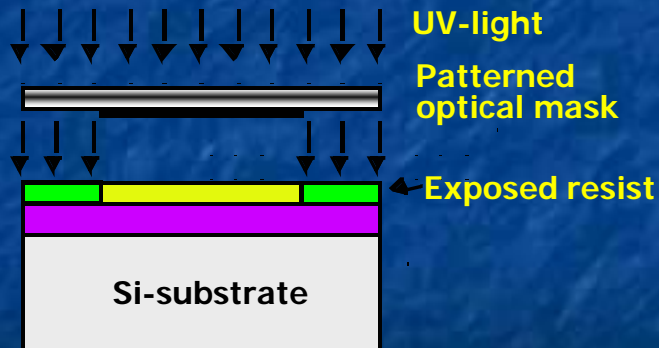 UV-light
Patterned
optical mask
Exposed resist
Si-substrate